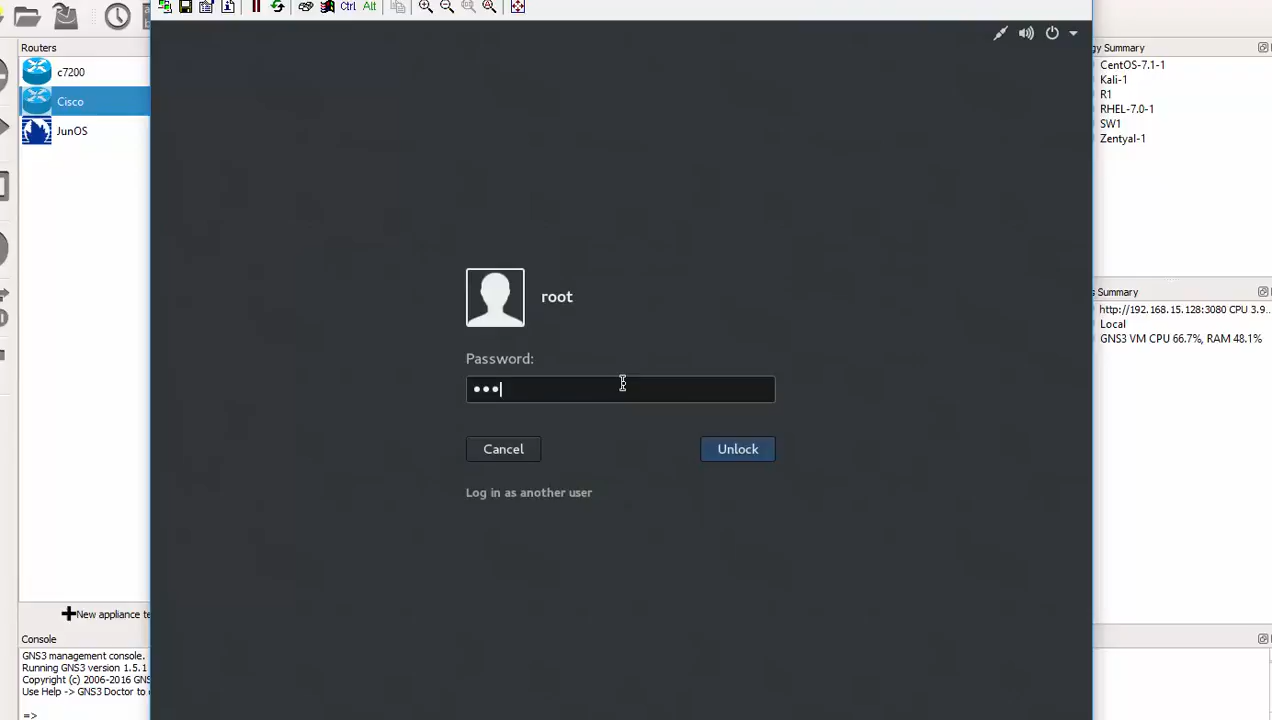 Ctrl Alt
Routers
c7200
Cisco
JunOS
New appliance te
Console
GNS3 management console.
Running GNS3 version 1.5.1
Copyright (c) 2006-2016 GNS
Use Help -> GNS3 Doctor to
=>
root
Password:
Cancel
Unlock
Log in as another user
gy Summary
CentOS-7.1-1
Kali-1
R1
RHEL-7.0-1
SW1
Zentyal-1
s Summary
http://192.168.15.128:3080 CPU 3.9...
Local
GNS3 VM CPU 66.7%, RAM 48.1%